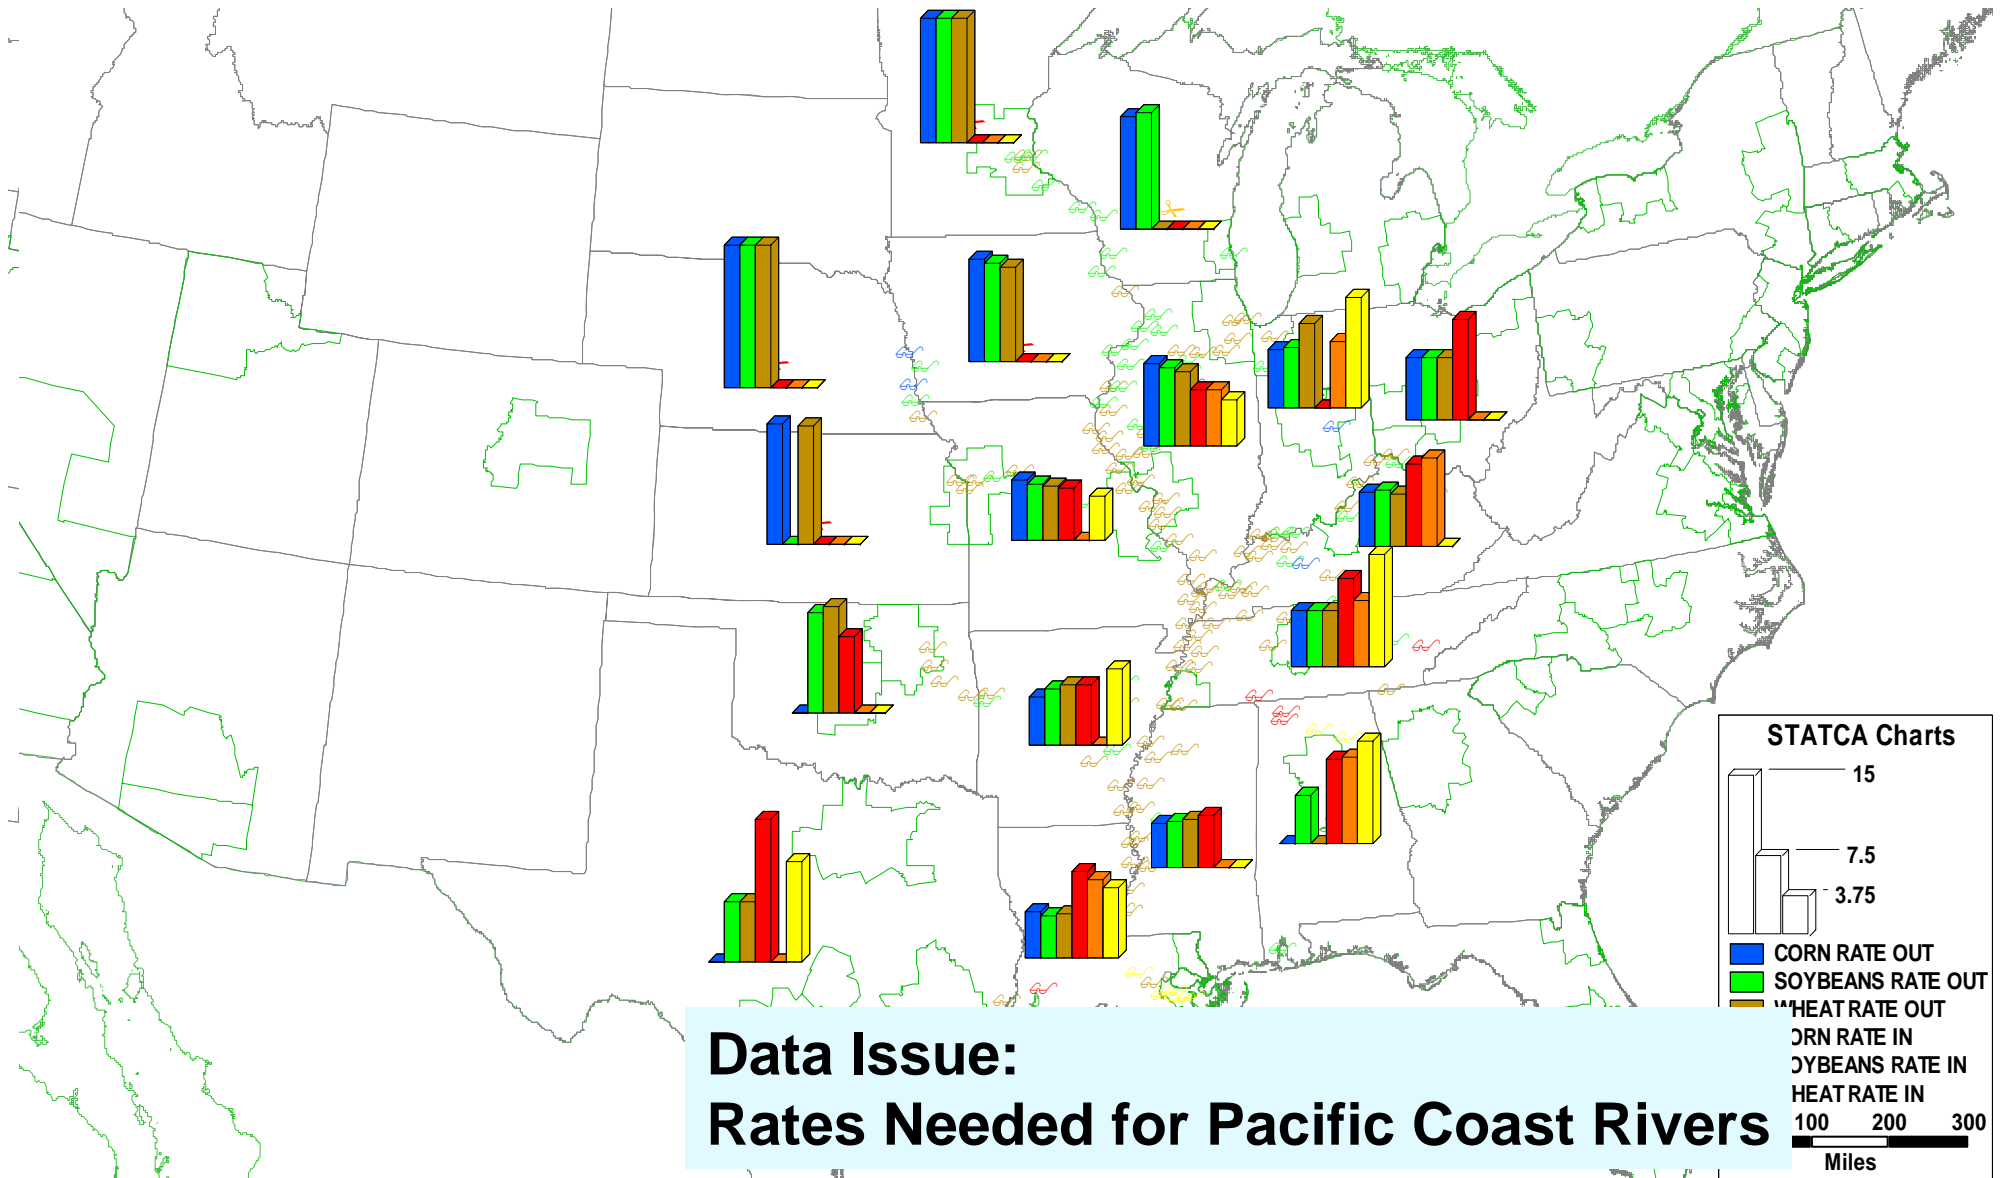 STATCA Charts
15
7.5
3.75
CORN RATE OUT
SOYBEANS RATE OUT
WHEAT RATE OUT
ORN RATE IN
OYBEANS RATE IN
HEAT RATE IN
100 200 300
Miles
Data Issue:
Rates Needed for Pacific Coast Rivers